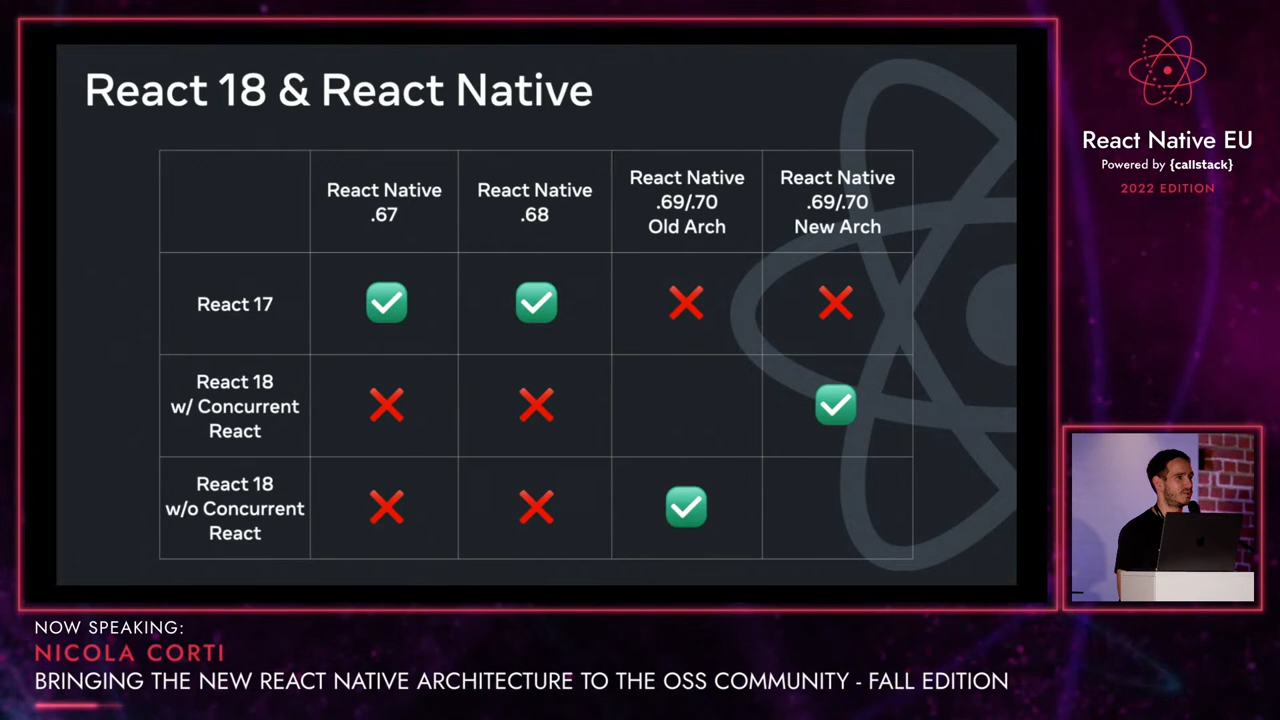 React 18 & React Native
React Native
.67
React Native
.68
React Native
.69/.70
Old Arch
React Native
.69/.70
New Arch
React 17
React 18
w/ Concurrent
React
React 18
w/o Concurrent
React
React Native EU
Powered by {callstack}
2022 EDITION
NOW SPEAKING:
NICOLA CORTI
BRINGING THE NEW REACT NATIVE ARCHITECTURE TO THE OSS COMMUNITY - FALL EDITION